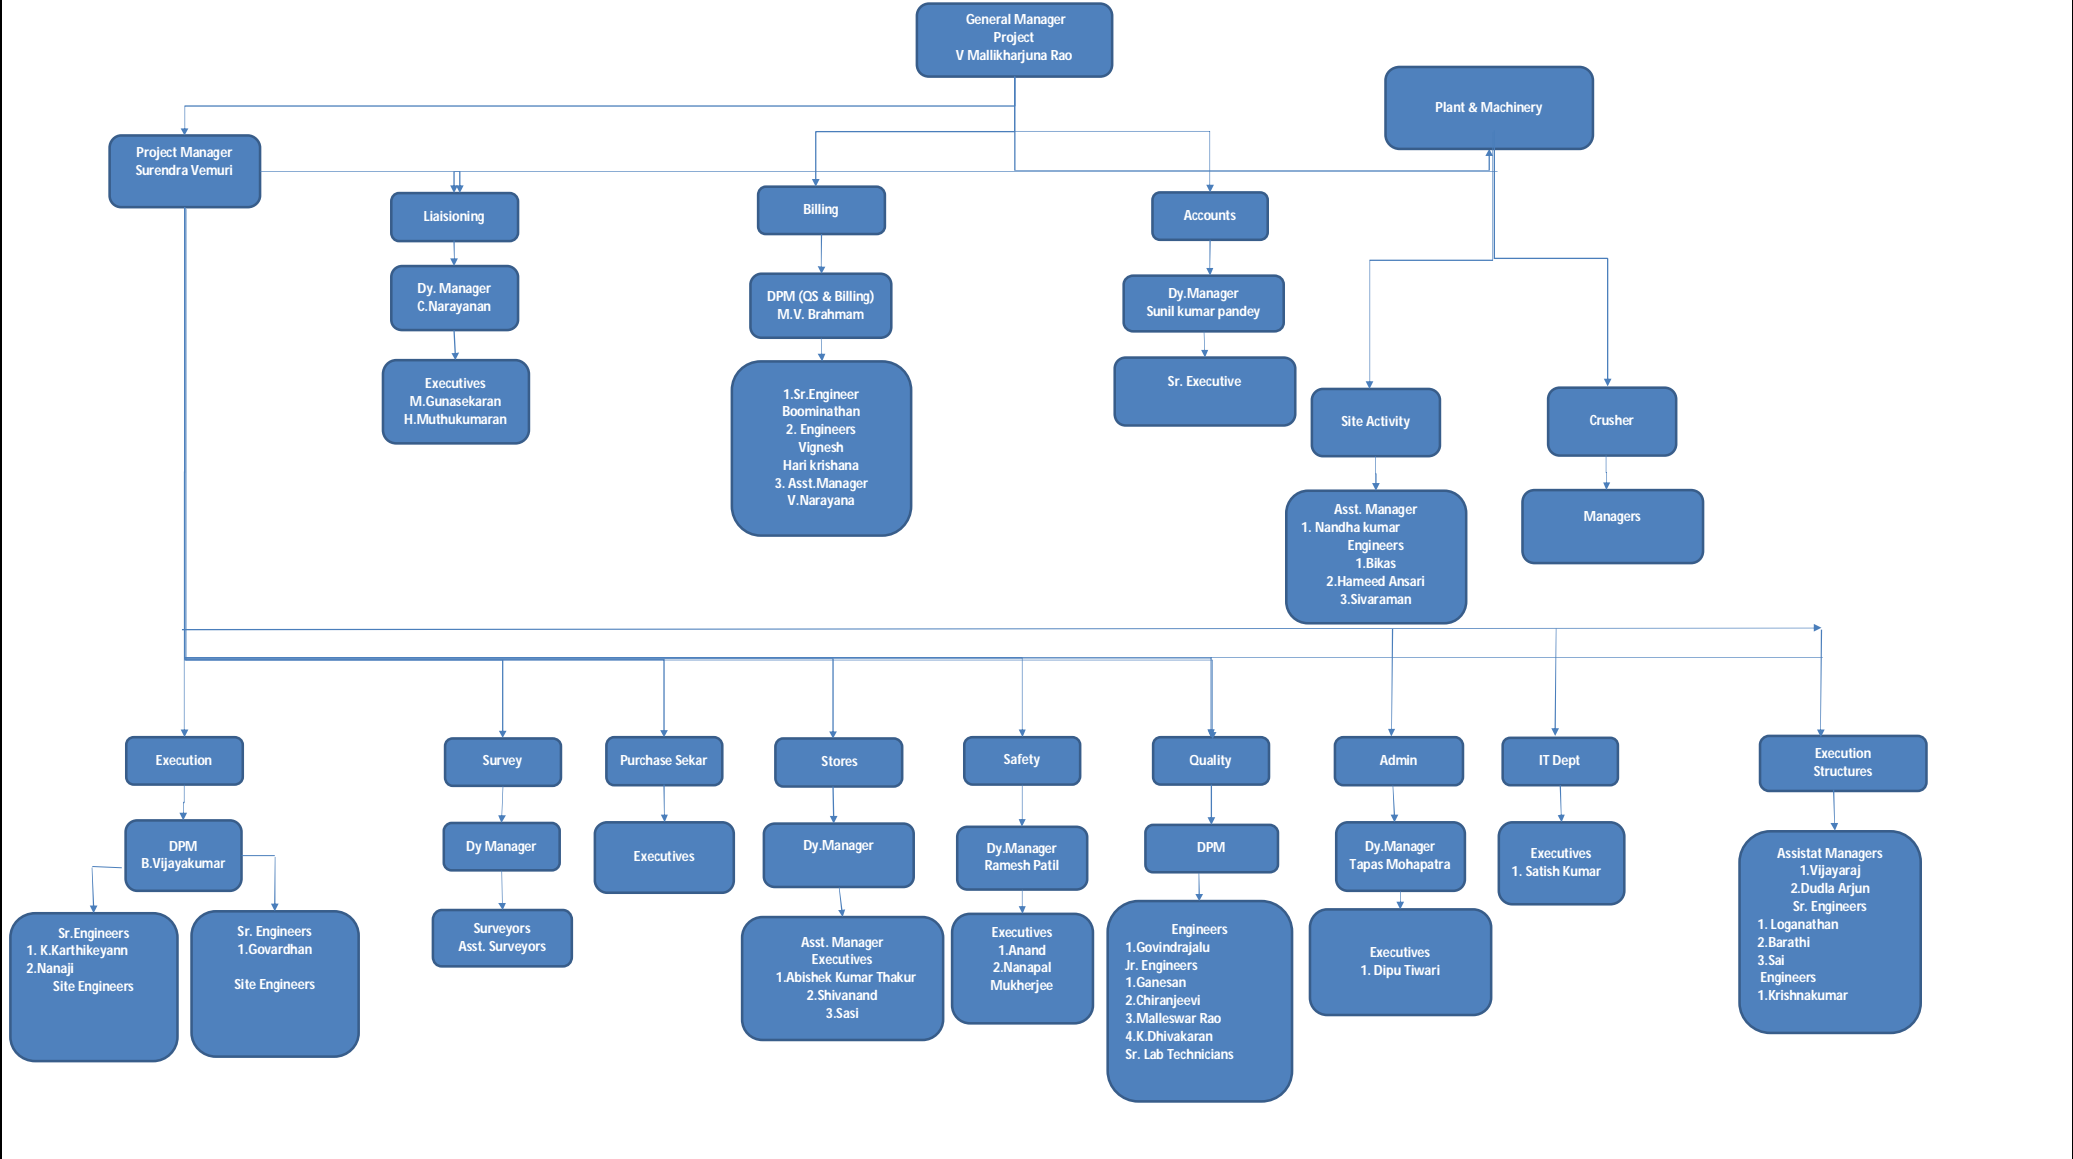 General Manager
Project
V Mallikharjuna Rao
Plant & Machinery
Project Manager
Surendra Vemuri
Liaisioning
Billing
Accounts
Dy. Manager
C.Narayanan
DPM (QS & Billing)
M.V. Brahmam
Dy.Manager
Sunil kumar pandey
Executives
M.Gunasekaran
H.Muthukumaran
1.Sr.Engineer
Boominathan
2. Engineers
Vignesh
Hari krishana
3. Asst.Manager
V.Narayana
Sr. Executive
Site Activity
Crusher
Asst. Manager
1. Nandha kumar
Engineers
1.Bikas
2.Hameed Ansari
3.Sivaraman
Managers
Execution
Survey
Purchase Sekar
Stores
Safety
Quality
Admin
IT Dept
Execution
Structures
DPM
B.Vijayakumar
Dy Manager
Executives
Dy.Manager
Dy.Manager
Ramesh Patil
DPM
Dy.Manager
Tapas Mohapatra
Executives
1. Satish Kumar
Assistat Managers
1.Vijayaraj
2.Dudla Arjun
Sr. Engineers
1. Loganathan
2.Barathi
3.Sai
Engineers
1.Krishnakumar
Sr.Engineers
1. K.Karthikeyann
2.Nanaji
Site Engineers
Sr. Engineers
1.Govardhan
Site Engineers
Surveyors
Asst. Surveyors
Asst. Manager
Executives
1.Abishek Kumar Thakur
2.Shivanand
3.Sasi
Executives
1.Anand
2.Nanapal
Mukherjee
Engineers
1.Govindrajalu
Jr. Engineers
1.Ganesan
2.Chiranjeevi
3.Malleswar Rao
4.K.Dhivakaran
Sr. Lab Technicians
Executives
1. Dipu Tiwari